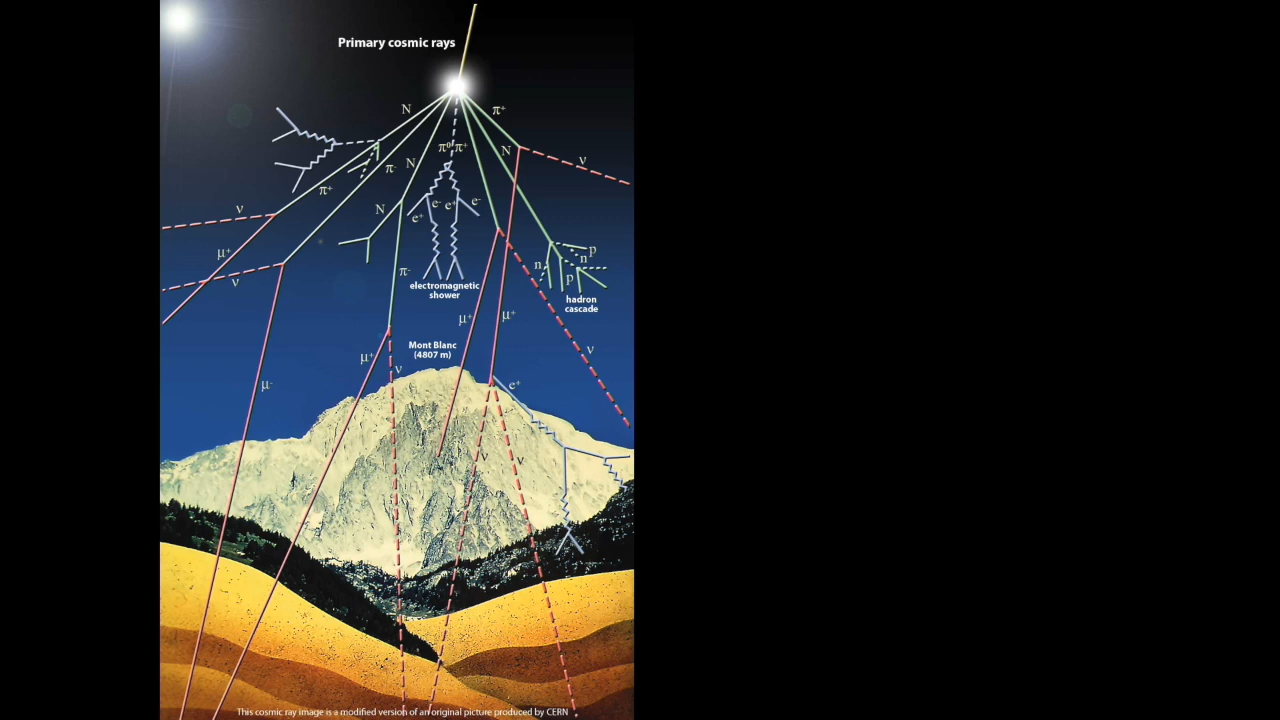 Primary cosmic rays
N
π+
π⁰ π+
N
π-
N
ν
π+
e-
e+
e-
e+
N
ν
μ+
n
p
n
p
π-
ν
electromagnetic
shower
hadron
cascade
μ+
μ+
Mont Blanc
(4807 m)
ν
μ+
ν
μ-
e+
ν
ν
This cosmic ray image is a modified version of an original picture produced by CERN